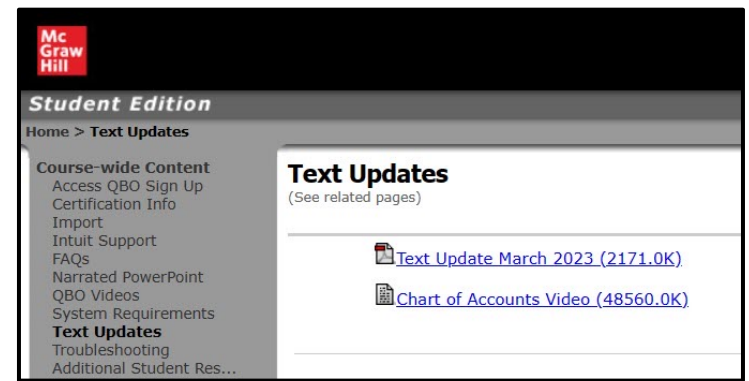 Mc
Graw
Hill
Student Edition
Home > Text Updates
Course-wide Content
Access QBO Sign Up
Certification Info
Import
Intuit Support
FAQs
Narrated PowerPoint
QBO Videos
System Requirements
Text Updates
Troubleshooting
Additional Student Res...
Text Updates
(See related pages)
Text Update March 2023 (2171.0K)
Chart of Accounts Video (48560.0K)